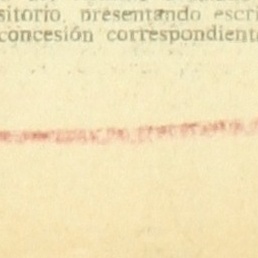 sitorio, presentando escri
concesión correspondient